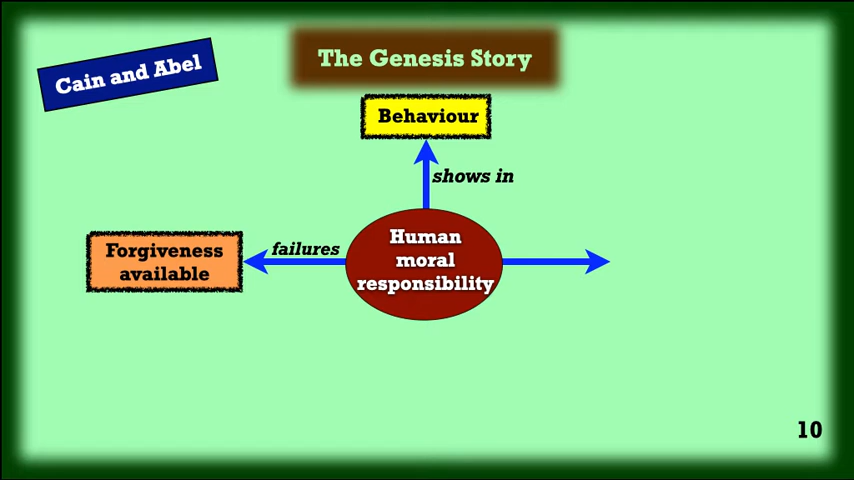 The Genesis Story
Cain and Abel
Behaviour
shows in
Human
moral
responsibility
failures
Forgiveness
available
10